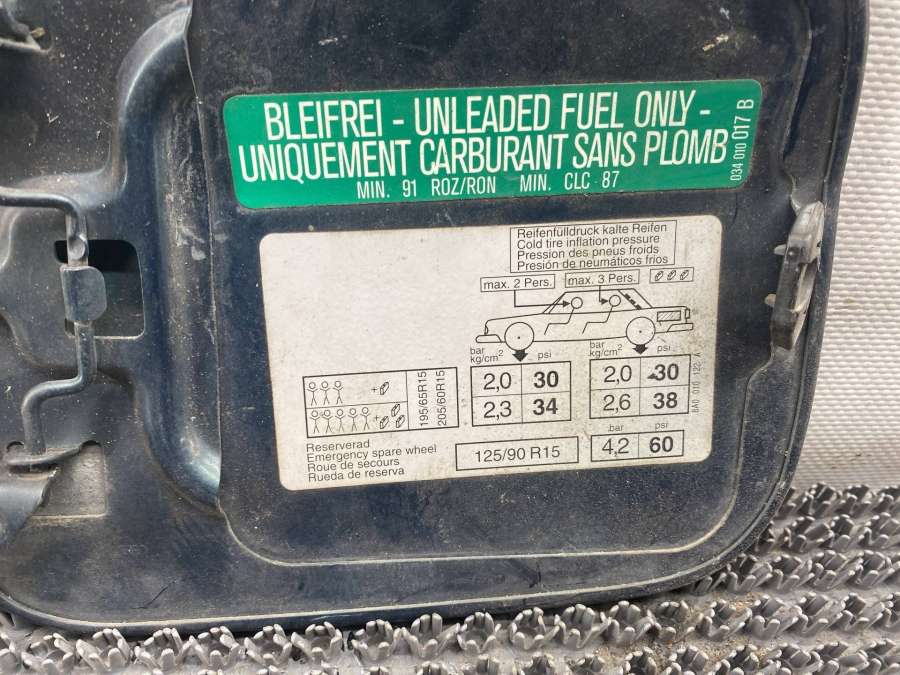 BLEIFREI - UNLEADED FUEL ONLY -
UNIQUEMENT CARBURANT SANS PLOMB
MIN. 91 ROZ/RON MIN. CLC 87
034 010 017 B
Reifenfülldruck kalte Reifen
Cold tire inflation pressure
Pression des pneus froids
Presión de neumáticos frios
max. 2 Pers. max. 3 Pers.
bar psi bar psi
kg/cm² kg/cm²
195/65R15
205/60R15
2,0 30 2,0 30
2,3 34 2,6 38
8A0 010 122 A
Reserverad
Emergency spare wheel
Roue de secours
Rueda de reserva
125/90 R15
bar psi
4,2 60